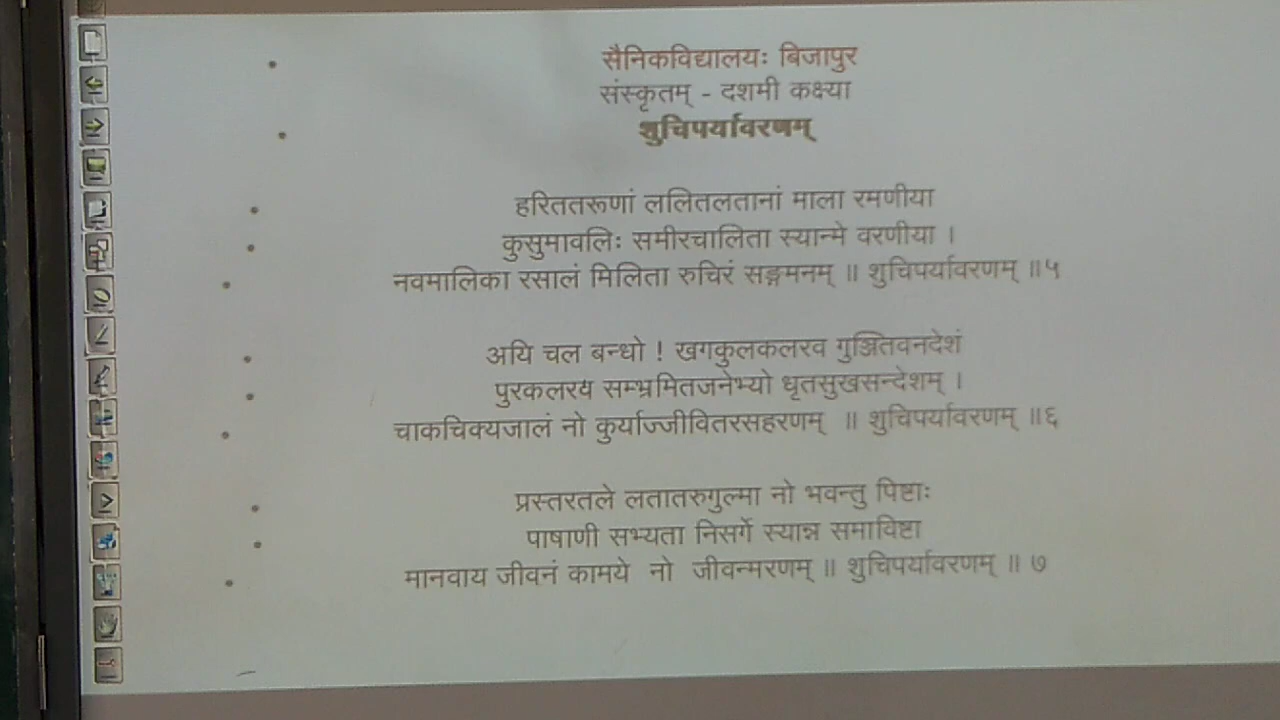 सैनिकविद्यालयः बिजापुर
संस्कृतम् - दशमी कक्ष्या
शुचिपर्यावरणम्
हरिततरूणां ललितलतानां माला रमणीया
कुसुमावलिः समीरचालिता स्यान्मे वरणीया ।
नवमालिका रसालं मिलिता रुचिरं सङ्गमनम् ॥ शुचिपर्यावरणम् ॥५
अयि चल बन्धो ! खगकुलकलरव गुञ्जितवनदेशं
पुरकलरव सम्भ्रमितजनेभ्यो धृतसुखसन्देशम् ।
चाकचिक्यजालं नो कुर्याज्जीवितरसहरणम् ॥ शुचिपर्यावरणम् ॥६
प्रस्तरतले लतातरुगुल्मा नो भवन्तु पिष्टाः
पाषाणी सभ्यता निसर्गे स्यान्न समाविष्टा
मानवाय जीवनं कामये नो जीवन्मरणम् ॥ शुचिपर्यावरणम् ॥ ७